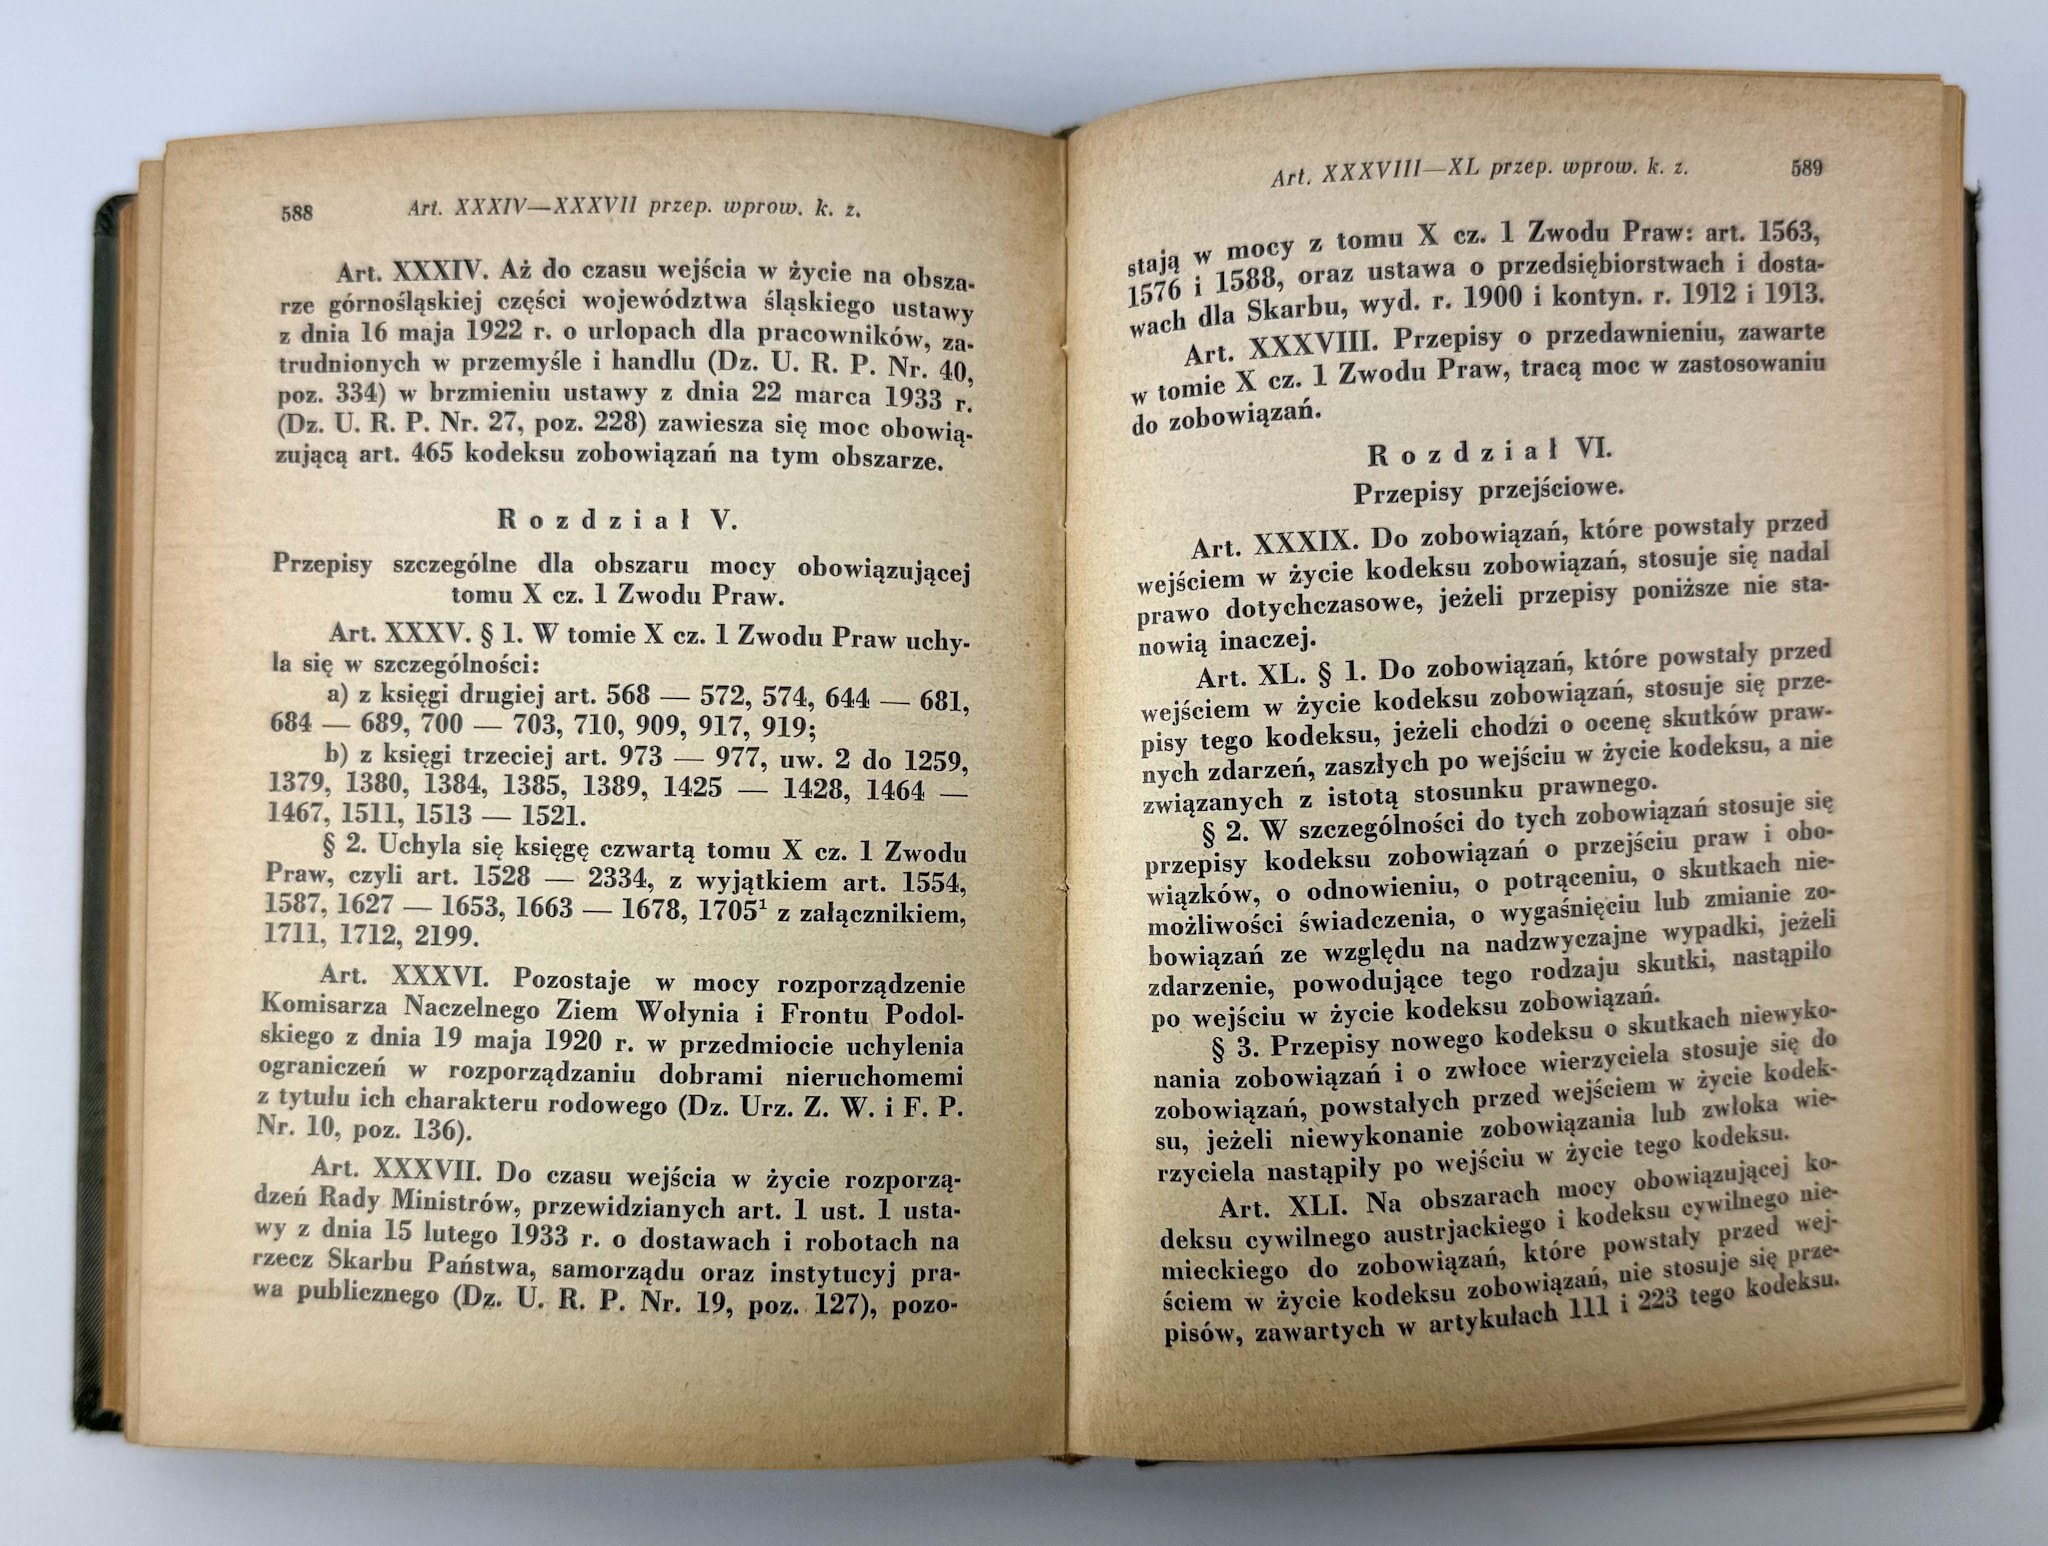 588
Art. XXXIV—XXXVII przep. wprow. k. z.
Art. XXXIV. Aż do czasu wejścia w życie na obsza-
rze górnośląskiej części województwa śląskiego ustawy
z dnia 16 maja 1922 r. o urlopach dla pracowników, za-
trudnionych w przemyśle i handlu (Dz. U. R. P. Nr. 40,
poz. 334) w brzmieniu ustawy z dnia 22 marca 1933 r.
(Dz. U. R. P. Nr. 27, poz. 228) zawiesza się moc obowią-
zującą art. 465 kodeksu zobowiązań na tym obszarze.
Rozdział V.
Przepisy szczególne dla obszaru mocy obowiązującej
tomu X cz. 1 Zwodu Praw.
Art. XXXV. § 1. W tomie X cz. 1 Zwodu Praw uchy-
la się w szczególności:
a) z księgi drugiej art. 568 — 572, 574, 644 — 681,
684 — 689, 700 — 703, 710, 909, 917, 919;
b) z księgi trzeciej art. 973 — 977, uw. 2 do 1259,
1379, 1380, 1384, 1385, 1389, 1425 — 1428, 1464 —
1467, 1511, 1513 — 1521.
§ 2. Uchyla się księgę czwartą tomu X cz. 1 Zwodu
Praw, czyli art. 1528 — 2334, z wyjątkiem art. 1554,
1587, 1627 — 1653, 1663 — 1678, 1705¹ z załącznikiem,
1711, 1712, 2199.
Art. XXXVI. Pozostaje w mocy rozporządzenie
Komisarza Naczelnego Ziem Wołynia i Frontu Podol-
skiego z dnia 19 maja 1920 r. w przedmiocie uchylenia
ograniczeń w rozporządzaniu dobrami nieruchomemi
z tytułu ich charakteru rodowego (Dz. Urz. Z. W. i F. P.
Nr. 10, poz. 136).
Art. XXXVII. Do czasu wejścia w życie rozporzą-
dzeń Rady Ministrów, przewidzianych art. 1 ust. 1 usta-
wy z dnia 15 lutego 1933 r. o dostawach i robotach na
rzecz Skarbu Państwa, samorządu oraz instytucyj pra-
wa publicznego (Dz. U. R. P. Nr. 19, poz. 127), pozo-
Art. XXXVIII—XL przep. wprow. k. z.
589
stają w mocy z tomu X cz. 1 Zwodu Praw: art. 1563,
1576 i 1588, oraz ustawa o przedsiębiorstwach i dosta-
wach dla Skarbu, wyd. r. 1900 i kontyn. r. 1912 i 1913.
Art. XXXVIII. Przepisy o przedawnieniu, zawarte
w tomie X cz. 1 Zwodu Praw, tracą moc w zastosowaniu
do zobowiązań.
Rozdział VI.
Przepisy przejściowe.
Art. XXXIX. Do zobowiązań, które powstały przed
wejściem w życie kodeksu zobowiązań, stosuje się nadal
prawo dotychczasowe, jeżeli przepisy poniższe nie sta-
nowią inaczej.
Art. XL. § 1. Do zobowiązań, które powstały przed
wejściem w życie kodeksu zobowiązań, stosuje się prze-
pisy tego kodeksu, jeżeli chodzi o ocenę skutków praw-
nych zdarzeń, zaszłych po wejściu w życie kodeksu, a nie
związanych z istotą stosunku prawnego.
§ 2. W szczególności do tych zobowiązań stosuje się
przepisy kodeksu zobowiązań o przejściu praw i obo-
wiązków, o odnowieniu, o potrąceniu, o skutkach nie-
możliwości świadczenia, o wygaśnięciu lub zmianie zo-
bowiązań ze względu na nadzwyczajne wypadki, jeżeli
zdarzenie, powodujące tego rodzaju skutki, nastąpiło
po wejściu w życie kodeksu zobowiązań.
§ 3. Przepisy nowego kodeksu o skutkach niewyko-
nania zobowiązań i o zwłoce wierzyciela stosuje się do
zobowiązań, powstałych przed wejściem w życie kodek-
su, jeżeli niewykonanie zobowiązania lub zwłoka wie-
rzyciela nastąpiły po wejściu w życie tego kodeksu.
Art. XLI. Na obszarach mocy obowiązującej ko-
deksu cywilnego austrjackiego i kodeksu cywilnego nie-
mieckiego do zobowiązań, które powstały przed wej-
ściem w życie kodeksu zobowiązań, nie stosuje się prze-
pisów, zawartych w artykułach 111 i 223 tego kodeksu.